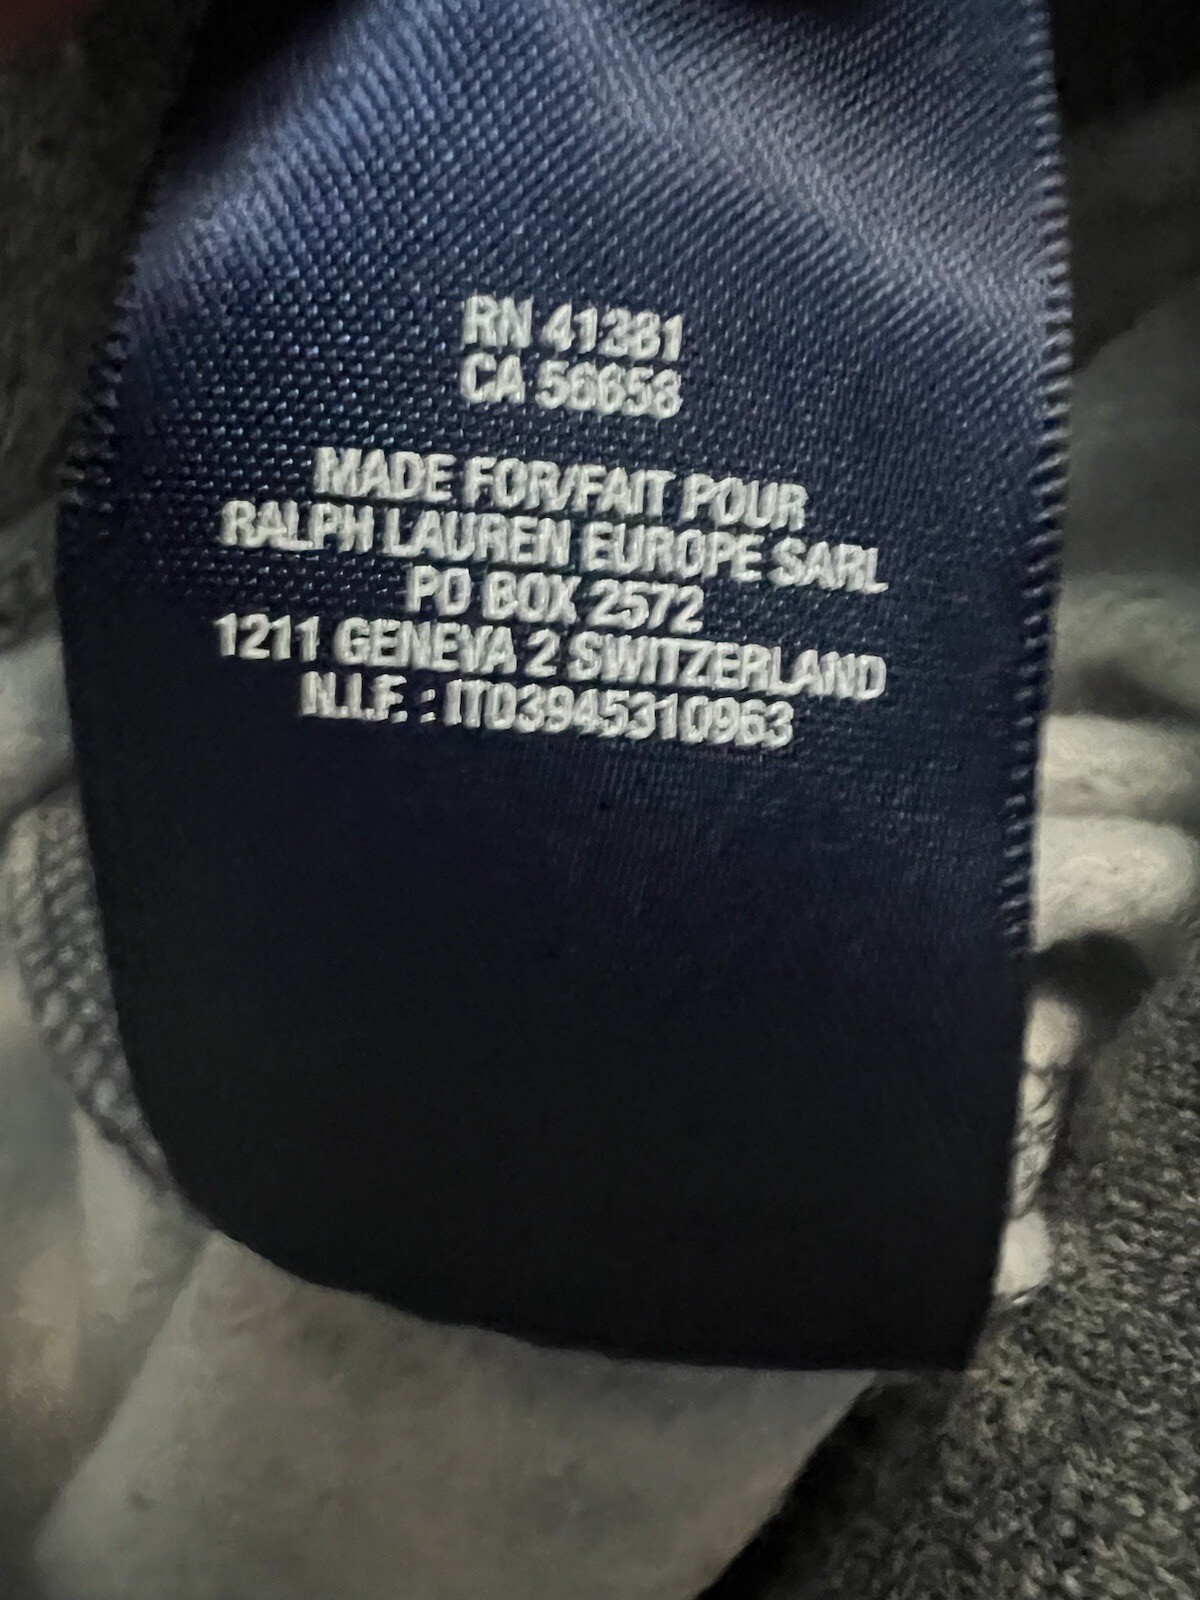 RN 41381
CA 56658
MADE FOR/FAIT POUR
RALPH LAUREN EUROPE SARL
PO BOX 2572
1211 GENEVA 2 SWITZERLAND
N.I.F. : IT03945310963